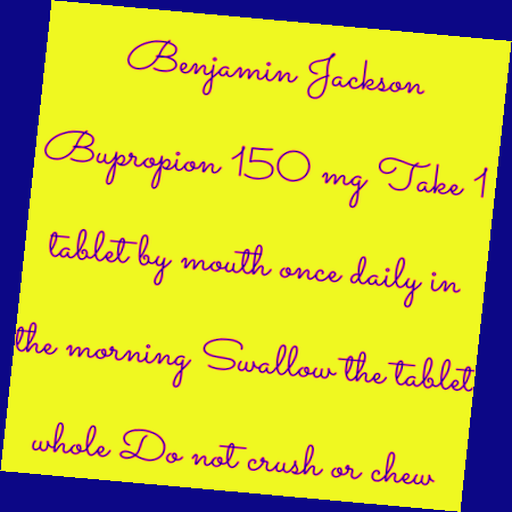 Benjamin Jackson
Bupropion 150 mg Take 1
tablet by mouth once daily in
the morning Swallow the tablet
whole Do not crush or chew